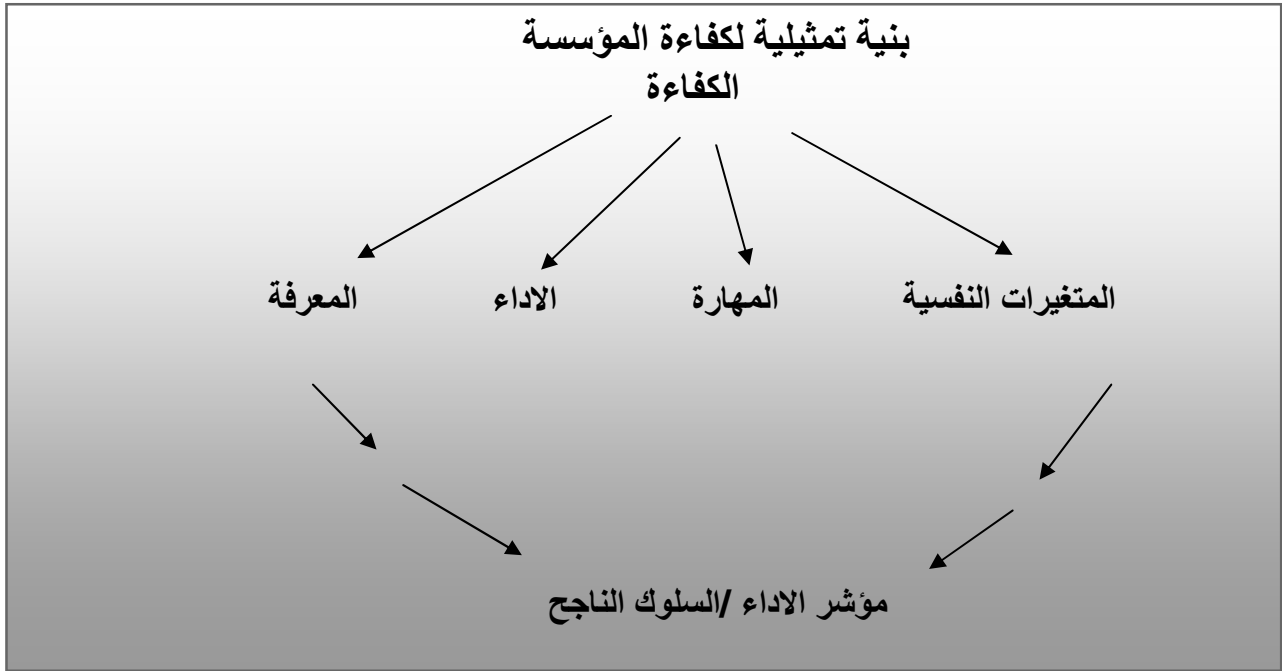 بنية تمثيلية لكفاءة المؤسسة
الكفاءة
المتغيرات النفسية
المهارة
الاداء
المعرفة
مؤشر الاداء /السلوك الناجح